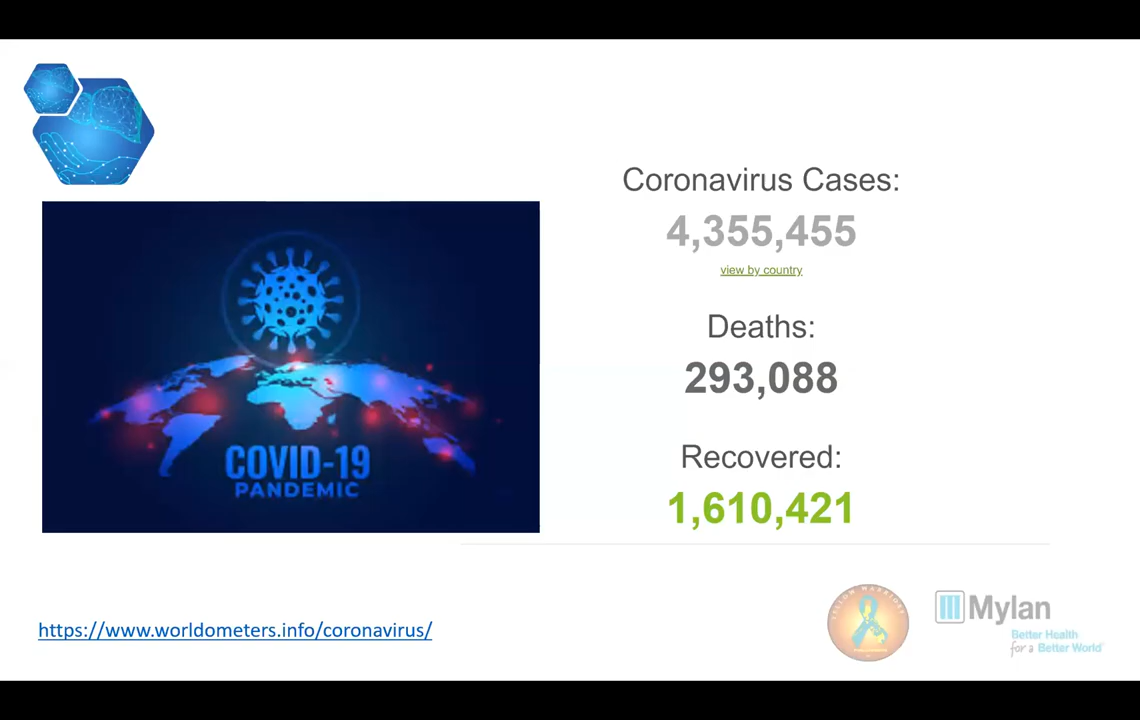 Coronavirus Cases:
4,355,455
view by country
Deaths:
293,088
Recovered:
1,610,421
COVID-19
PANDEMIC
https://www.worldometers.info/coronavirus/
Mylan
Better Health
for a Better World